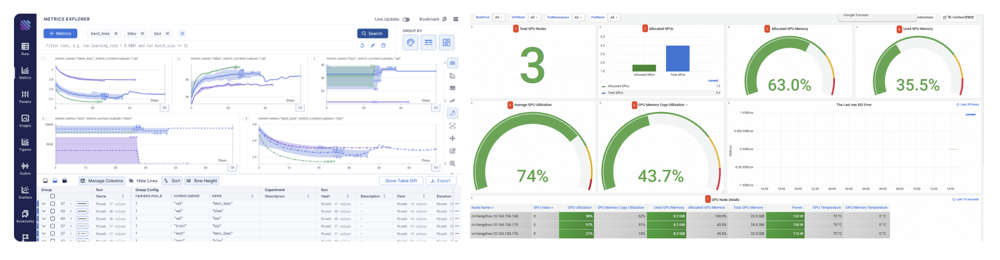 METRICS EXPLORER
Live Update:
Bookmark
+ Metrics
best_loss ×
bleu ×
bsz ×
Search
GROUP BY
Filter runs, e.g. run.learning_rate > 0.0001 and run.batch_size == 32
Runs
Metrics
Params
Images
Figures
Audios
Scatters
Bookmarks
1 metric.name="best_loss", metric.context.subset="val"
4
3.8
3.6
3.4
0 20 40 59
Steps
2 metric.name="bleu", metric.context.subset="val"
30
25
0 20 40 59
Steps
3 metric.name="bsz", metric.context.subset="val"
0 20 40 59
Steps
4 metric.name="bsz", metric.context.subset="train"
10000
5000
0 10 20 30 40 50 59
Steps
5 metric.name="best_loss", metric.context.subset="test"
3.8
3.6
3.4
0 10 20 30 40 50 59
Steps
Manage Columns
Hide Lines
Sort
Row Height
Show Table Diff
Export
Group Run Group Config Experiment Run
Name hparams.max_k context.subset name Description Hash Description Date Duration
37 1 Mixed: 37 values 1 "val" "best_loss" Mixed: 37 values - Mixed: 14 values Mixed: 34
40 2 Mixed: 40 values 1 "val" "bleu" Mixed: 40 values - Mixed: 14 values Mixed: 37
40 3 Mixed: 40 values 1 "val" "bsz" Mixed: 40 values - Mixed: 14 values Mixed: 37
37 4 Mixed: 37 values 1 "train" "bsz" Mixed: 37 values - Mixed: 14 values Mixed: 34
37 5 Mixed: 37 values 1 "test" "best_loss" Mixed: 37 values - Mixed: 14 values Mixed: 34
NodePool All
GPUNode All
PodNamespace All
PodName All
Google Translate
nstructions
导入Grafana专家版
1 Total GPU Nodes
3
2 Allocated GPUs
3.5
3.0
2.5
2.0
1.5
Allocated GPUs Total GPUs
current
Allocated GPUs 1.9
Total GPUs 3.0
3 Allocated GPU Memory
63.0%
4 Used GPU Memory
35.5%
5 Average GPU Utilization
74%
6 GPU Memory Copy Utilization
43.7%
The Last one XID Error
Last 24 hours
current
1 XIDError
0.500 XIDError
0 XIDError
-0.50 XIDError
-1 XIDError
XIDError
16:00 18:00 20:00 22:00 00:00 02:00 04:00 06:00 08:00 10:00 12:00 14:00
7 GPU Node Details
Last 15 seconds
Node Name GPU Index GPU Utilization GPU Memory Copy Utilization Used GPU Memory Allocated GPU Memory Total GPU Memory Power GPU Temperature GPU Memory Temperature
cn-hangzhou.10.166.154.168 0 98% 62% 8.2 GiB 100.0% 22.5 GiB 153 W 70 °C 0 °C
cn-hangzhou.10.166.154.175 0 97% 51% 8.2 GiB 43.5% 24.0 GiB 150 W 70 °C 0 °C
cn-hangzhou.10.166.154.176 0 27% 18% 8.2 GiB 45.5% 22.5 GiB 115 W 70 °C 0 °C